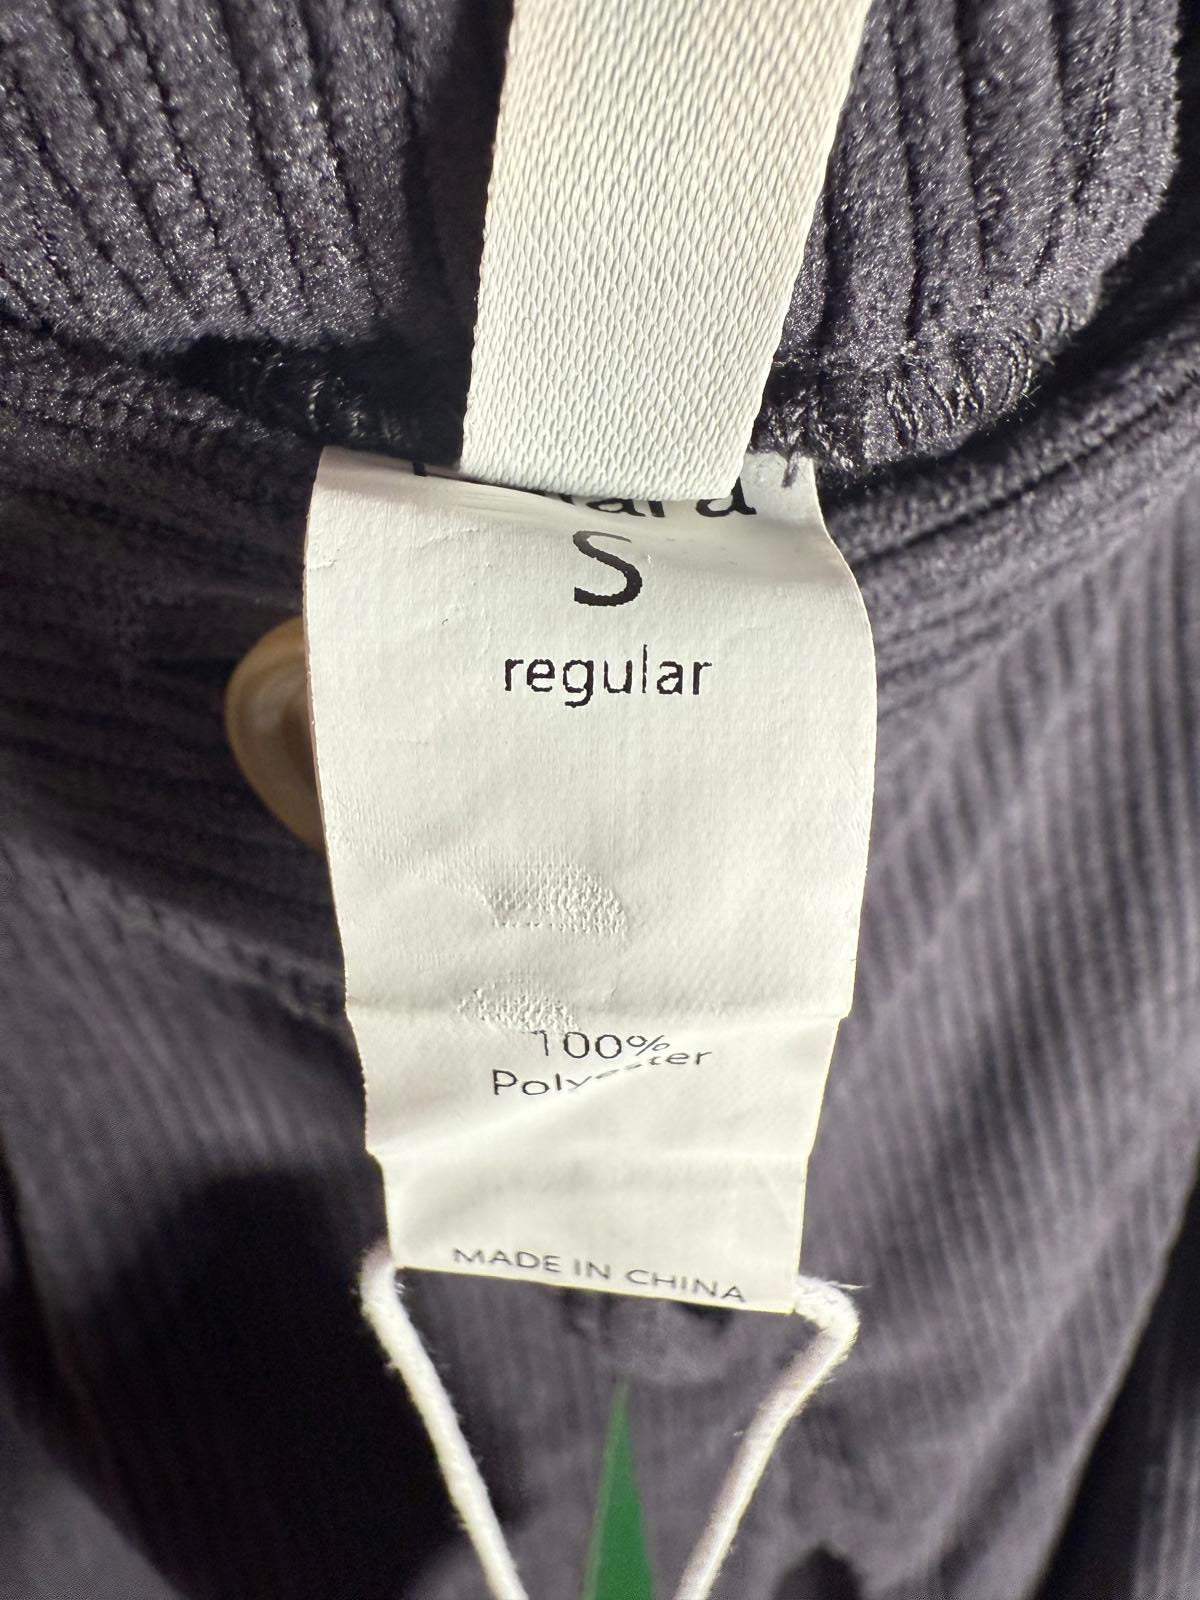 S
regular
100%
Polyester
MADE IN CHINA